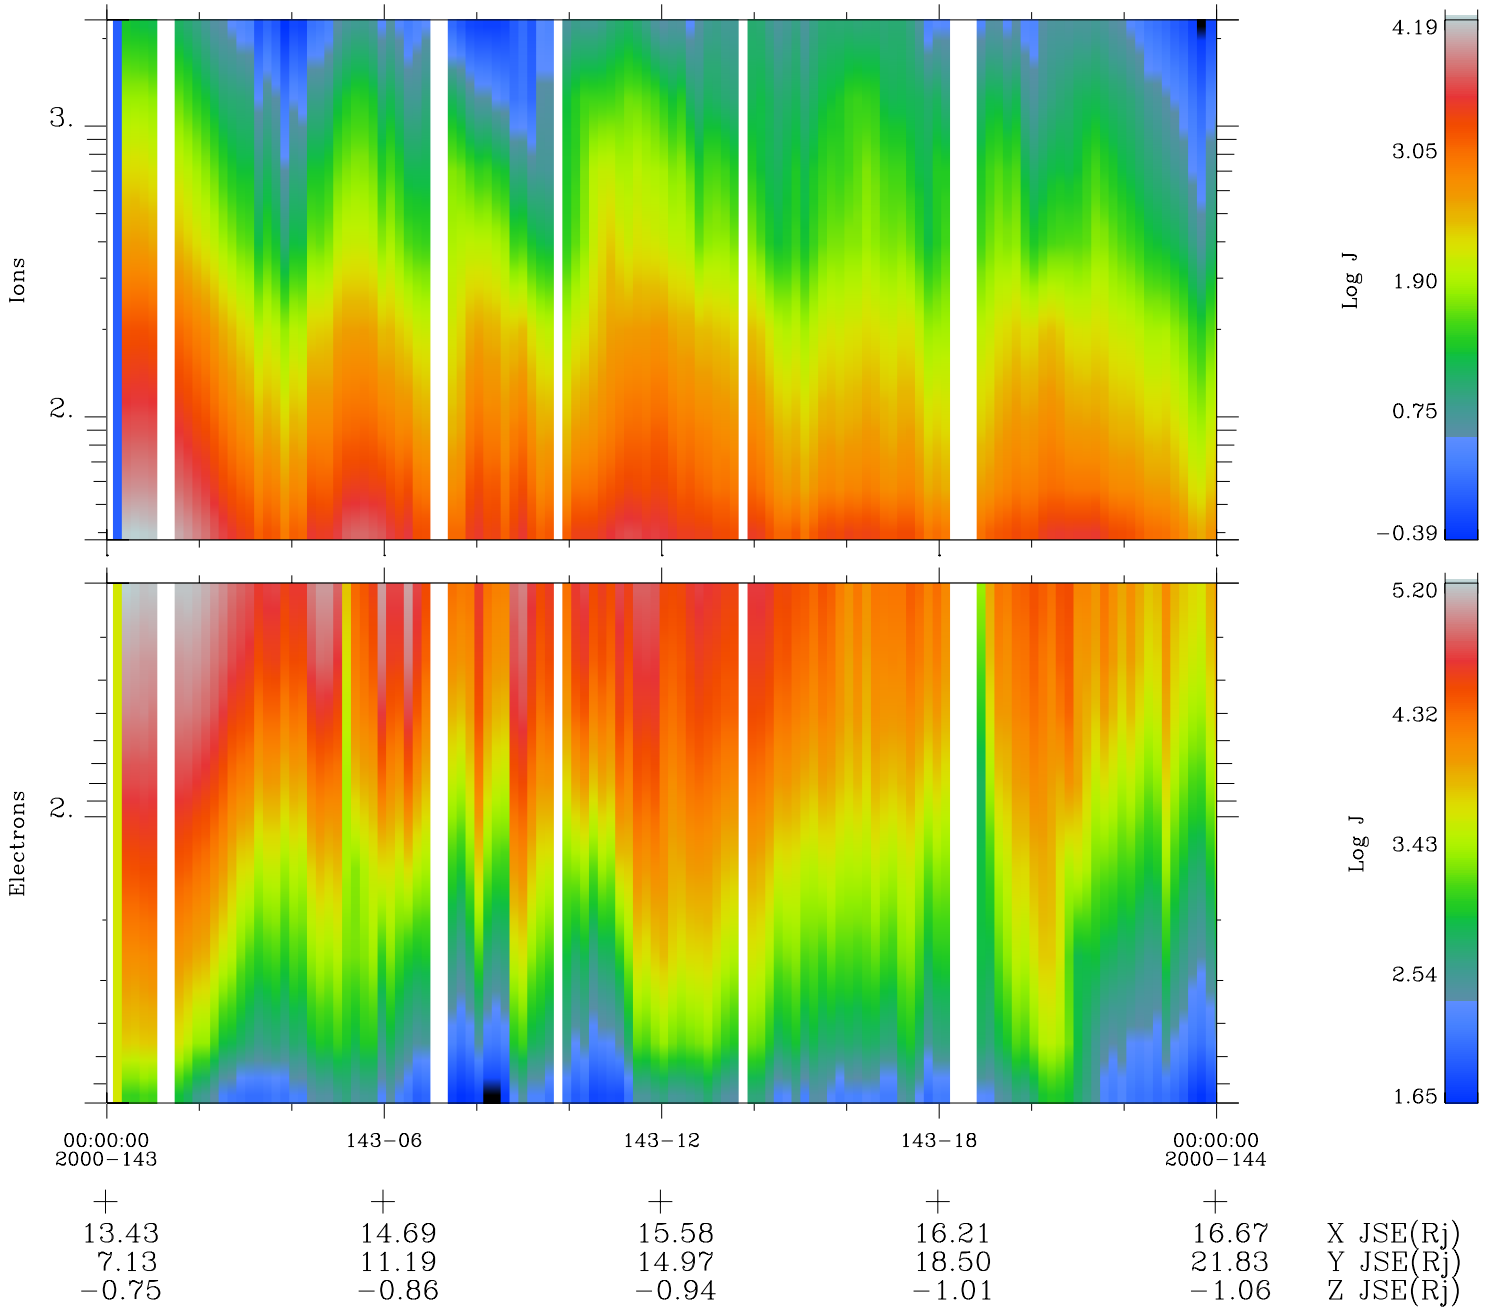 4.19
3.
3.05
Ions
Log J
1.90
2.
0.75
−0.39
5.20
4.32
2.
Electrons
Log J
3.43
2.54
1.65
00:00:00 143−06 143−12 143−18 00:00:00
2000−143 2000−144
13.43 14.69 15.58 16.21 16.67 X JSE(Rj)
7.13 11.19 14.97 18.50 21.83 Y JSE(Rj)
−0.75 −0.86 −0.94 −1.01 −1.06 Z JSE(Rj)